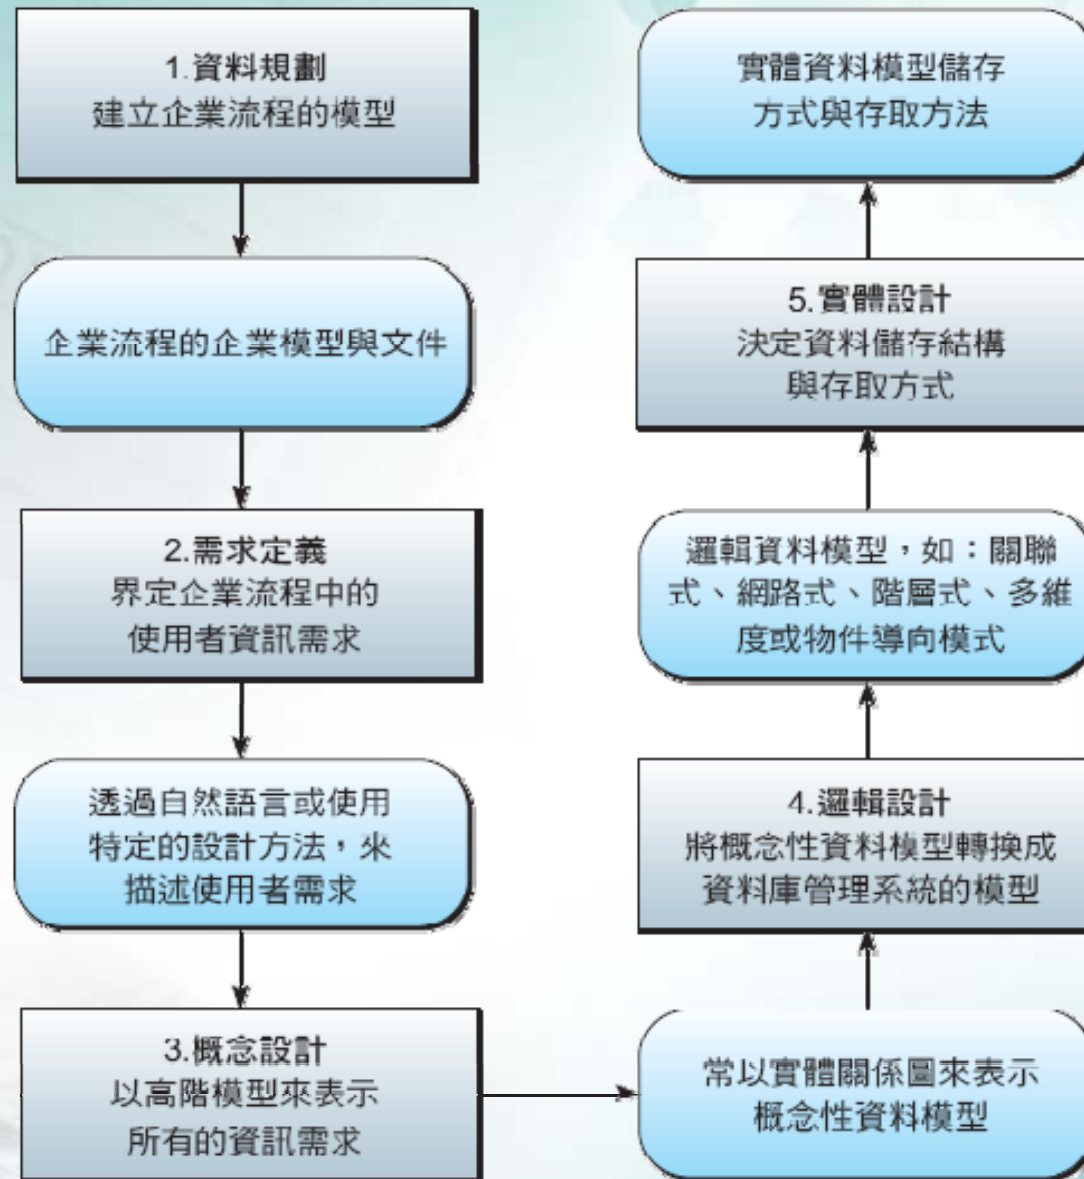 1.資料規劃
建立企業流程的模型
企業流程的企業模型與文件
2.需求定義
界定企業流程中的
使用者資訊需求
透過自然語言或使用
特定的設計方法，來
描述使用者需求
3.概念設計
以高階模型來表示
所有的資訊需求
常以實體關係圖來表示
概念性資料模型
4.邏輯設計
將概念性資料模型轉換成
資料庫管理系統的模型
邏輯資料模型，如：關聯
式、網路式、階層式、多維
度或物件導向模式
5.實體設計
決定資料儲存結構
與存取方式
實體資料模型儲存
方式與存取方法